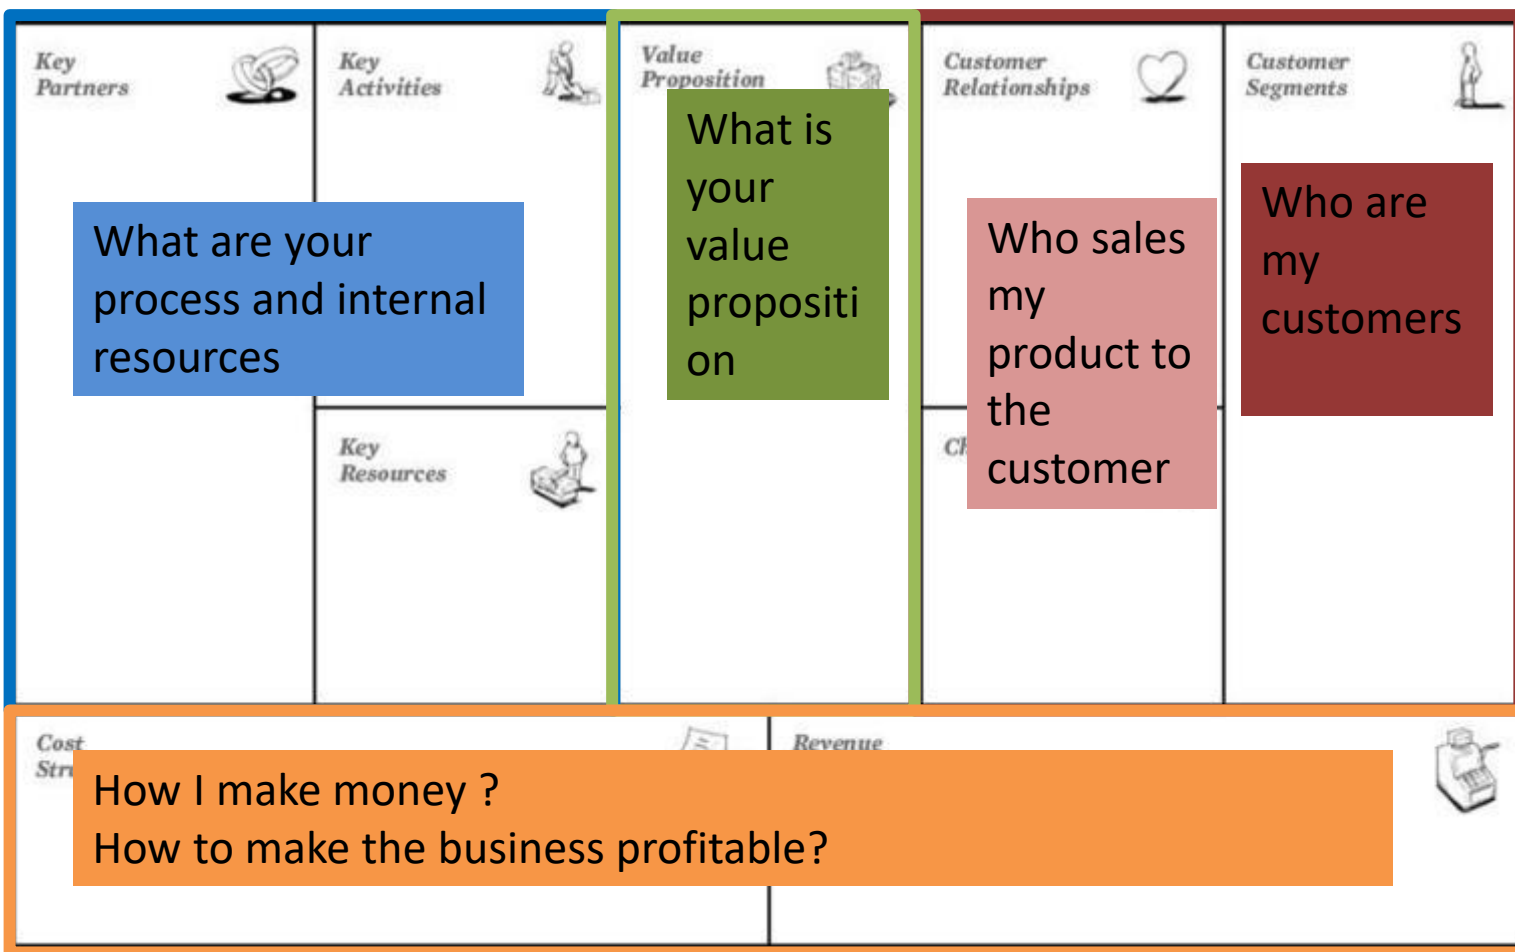 Key
Partners
Key
Activities
Value
Proposition
Customer
Relationships
Customer
Segments
What are your
process and internal
resources
What is
your
value
propositi
on
Who sales
my
product to
the
customer
Who are
my
customers
Key
Resources
Cost
Revenue
How I make money ?
How to make the business profitable?